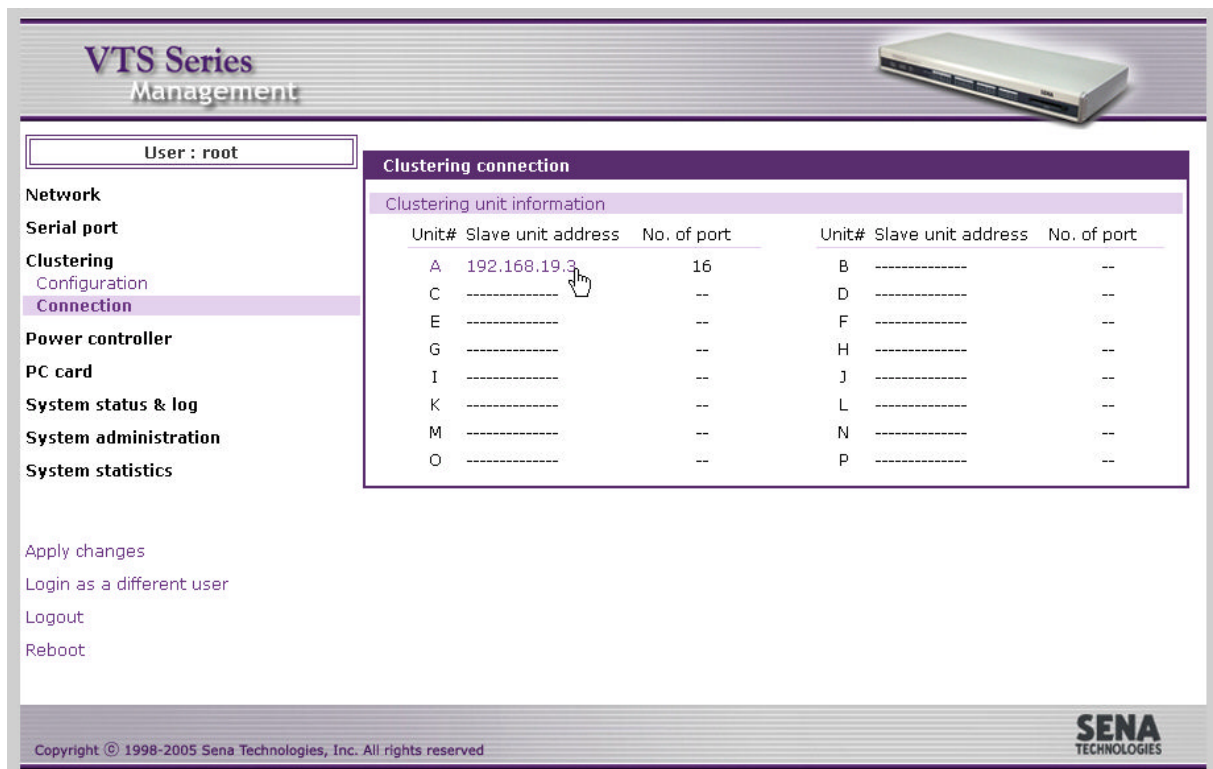 VTS Series
Management
User : root
Network
Serial port
Clustering
Configuration
Connection
Power controller
PC card
System status & log
System administration
System statistics
Apply changes
Login as a different user
Logout
Reboot
Clustering connection
Clustering unit information
Unit# Slave unit address No. of port Unit# Slave unit address No. of port
A 192.168.19.3 16 B -------------- --
C -------------- -- D -------------- --
E -------------- -- F -------------- --
G -------------- -- H -------------- --
I -------------- -- J -------------- --
K -------------- -- L -------------- --
M -------------- -- N -------------- --
O -------------- -- P -------------- --
Copyright © 1998-2005 Sena Technologies, Inc. All rights reserved
SENA
TECHNOLOGIES